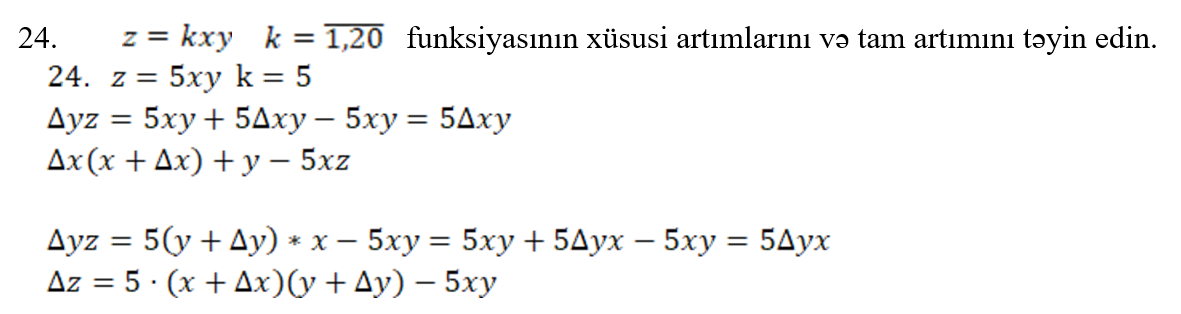 24. z = kxy k = 1,20 funksiyasının xüsusi artımlarını və tam artımını təyin edin.
24. z = 5xy k = 5
Δyz = 5xy + 5Δxy − 5xy = 5Δxy
Δx(x + Δx) + y − 5xz
Δyz = 5(y + Δy) * x − 5xy = 5xy + 5Δyx − 5xy = 5Δyx
Δz = 5 · (x + Δx)(y + Δy) − 5xy